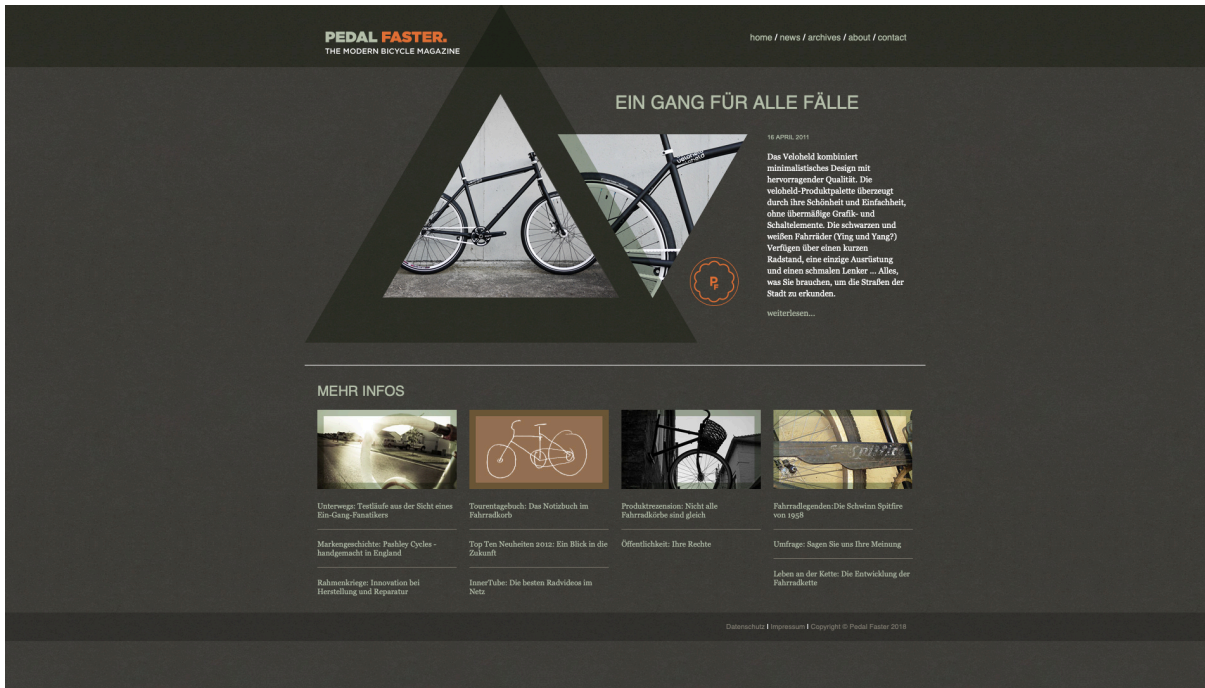 PEDAL FASTER.
THE MODERN BICYCLE MAGAZINE
home / news / archives / about / contact
EIN GANG FÜR ALLE FÄLLE
16 APRIL 2011
Das Veloheld kombiniert
minimalistisches Design mit
hervorragender Qualität. Die
veloheld-Produktpalette überzeugt
durch ihre Schönheit und Einfachheit,
ohne übermäßige Grafik- und
Schaltelemente. Die schwarzen und
weißen Fahrräder (Ying und Yang?)
Verfügen über einen kurzen
Radstand, eine einzige Ausrüstung
und einen schmalen Lenker ... Alles,
was Sie brauchen, um die Straßen der
Stadt zu erkunden.
weiterlesen...
veloheld
PF
MEHR INFOS
Spitfire
Unterwegs: Testläufe aus der Sicht eines
Ein-Gang-Fanatikers
Markengeschichte: Pashley Cycles -
handgemacht in England
Rahmenkriege: Innovation bei
Herstellung und Reparatur
Tourentagebuch: Das Notizbuch im
Fahrradkorb
Top Ten Neuheiten 2012: Ein Blick in die
Zukunft
InnerTube: Die besten Radvideos im
Netz
Produktrezension: Nicht alle
Fahrradkörbe sind gleich
Öffentlichkeit: Ihre Rechte
Fahrradlegenden:Die Schwinn Spitfire
von 1958
Umfrage: Sagen Sie uns Ihre Meinung
Leben an der Kette: Die Entwicklung der
Fahrradkette
Datenschutz I Impressum I Copyright © Pedal Faster 2018